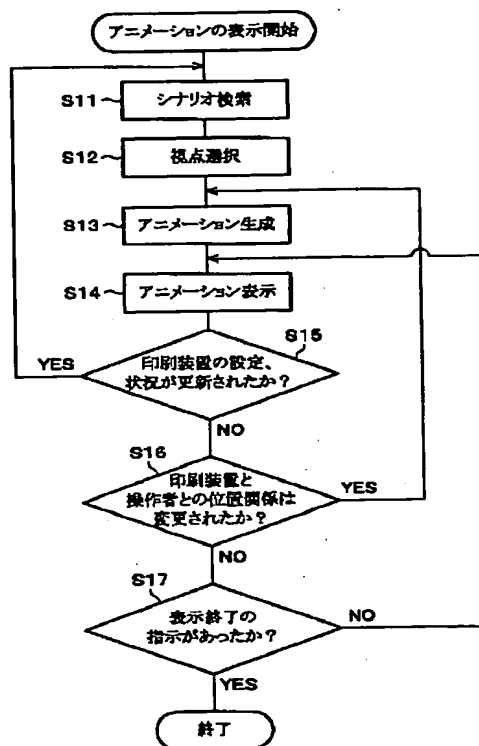 アニメーションの表示開始
S11
シナリオ検索
S12
視点選択
S13
アニメーション生成
S14
アニメーション表示
S15
YES
印刷装置の設定、
状況が更新されたか?
NO
S16
印刷装置と
操作者との位置関係は
変更されたか?
YES
NO
S17
表示終了の
指示があったか?
NO
YES
終了